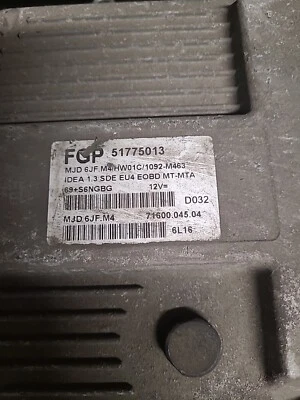 FGP 51775013
MJD 6JF.M4/HW01C/1092-M463
IDEA 1.3 SDE EU4 EOBD MT-MTA
69+S6NGBG 12V=
D032
MJD.6JF.M4 71600.045.04
6L16